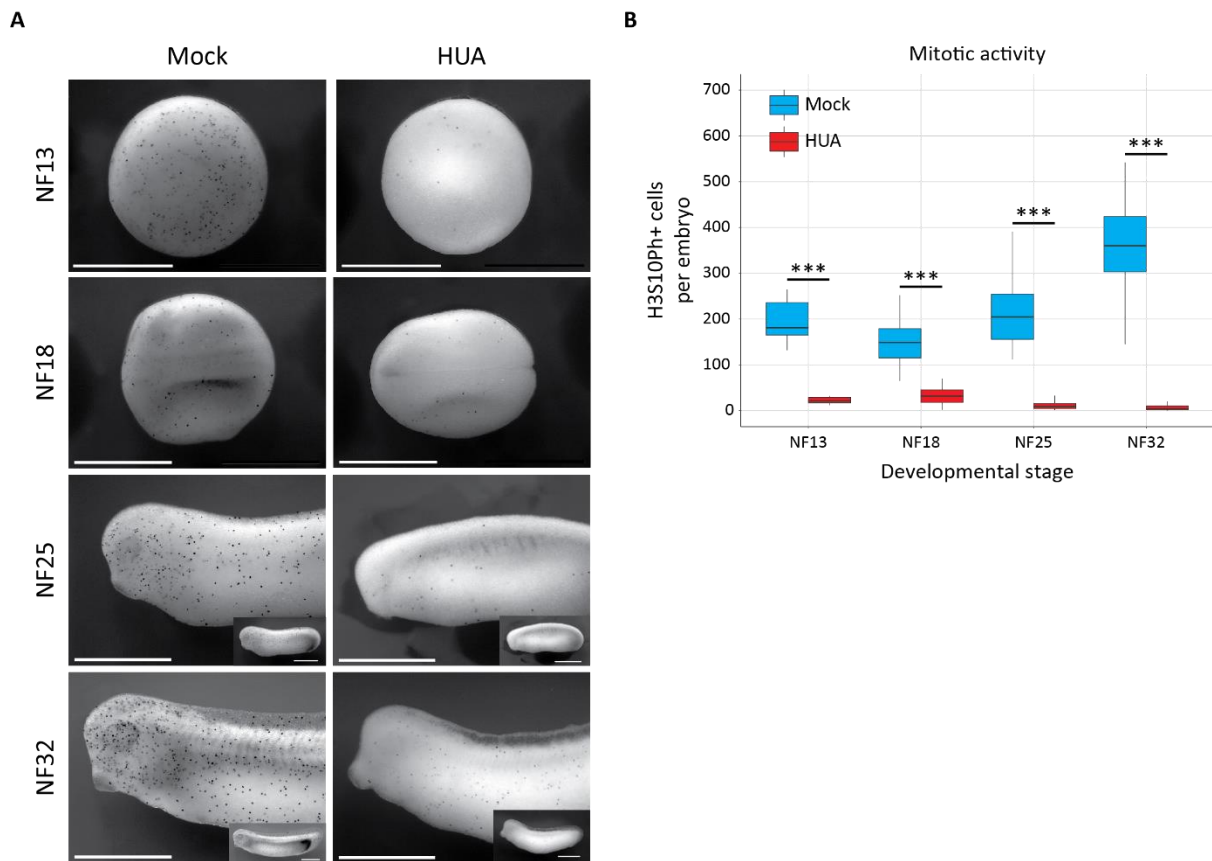 A
Mock
HUA
NF13
NF18
NF25
NF32
B
Mitotic activity
H3S10Ph+ cells
per embryo
700
600
500
400
300
200
100
0
Mock
HUA
***
***
***
***
NF13
NF18
NF25
NF32
Developmental stage